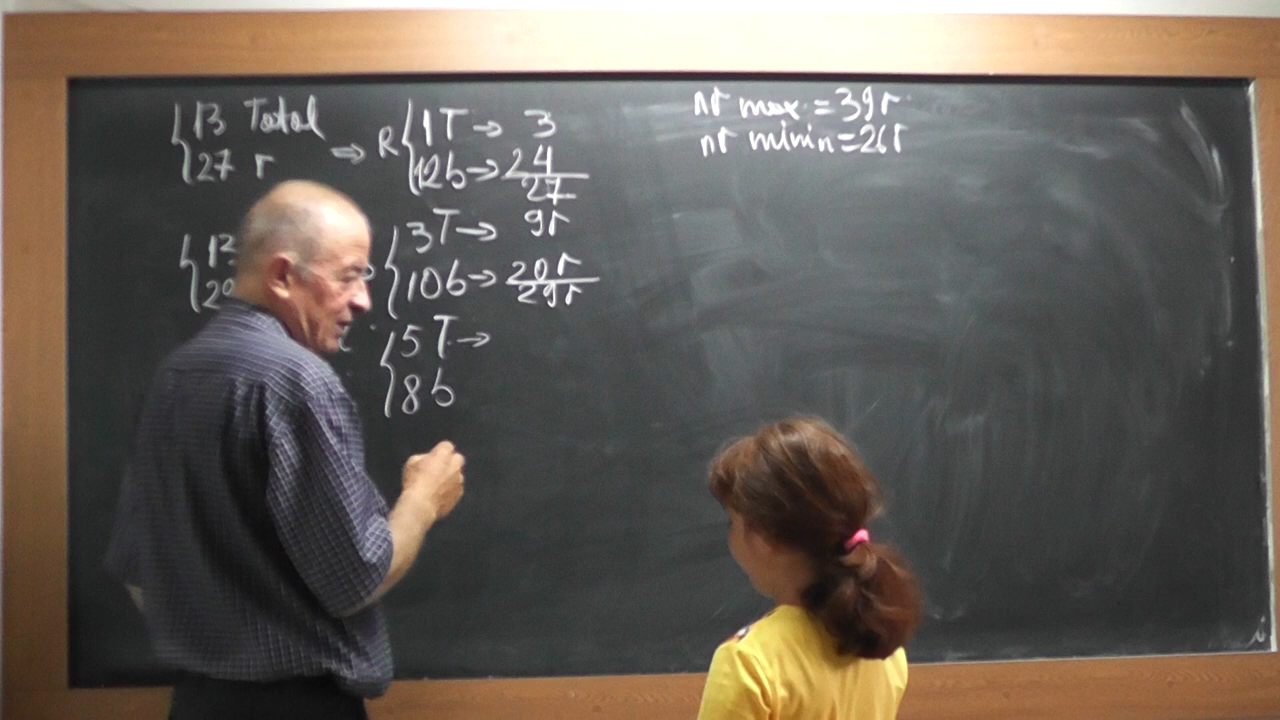 13 Total
27 r
⇒ R 1T → 3
12b → 24
27
3T → 9r
10b → 20r
29r
5T →
8b
nr max = 39r
nr minin = 26r